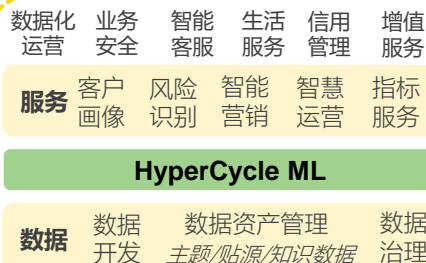 数据化 业务 智能 生活 信用 增值
运营 安全 客服 服务 管理 服务
服务 客户 风险 智能 智慧 指标
画像 识别 营销 运营 服务
HyperCycle ML
数据 数据 数据资产管理 数据
开发 主题/贴源/知识数据 治理